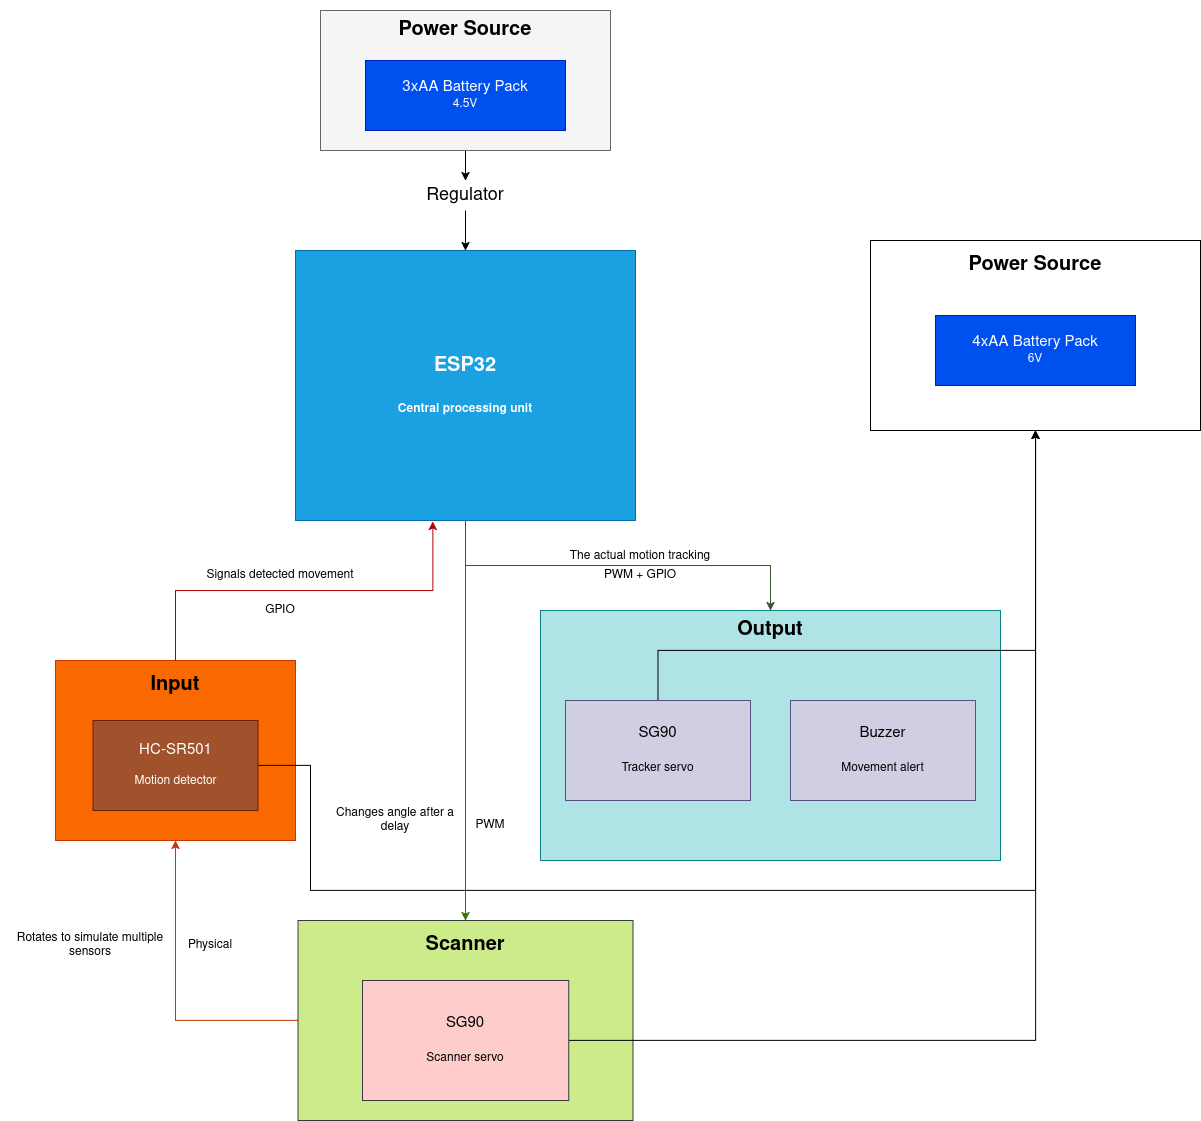 Power Source
3xAA Battery Pack
4.5V
Regulator
ESP32
Central processing unit
Power Source
4xAA Battery Pack
6V
The actual motion tracking
PWM + GPIO
Signals detected movement
GPIO
Output
SG90
Tracker servo
Buzzer
Movement alert
Input
HC-SR501
Motion detector
Changes angle after a
delay
PWM
Rotates to simulate multiple
sensors
Physical
Scanner
SG90
Scanner servo